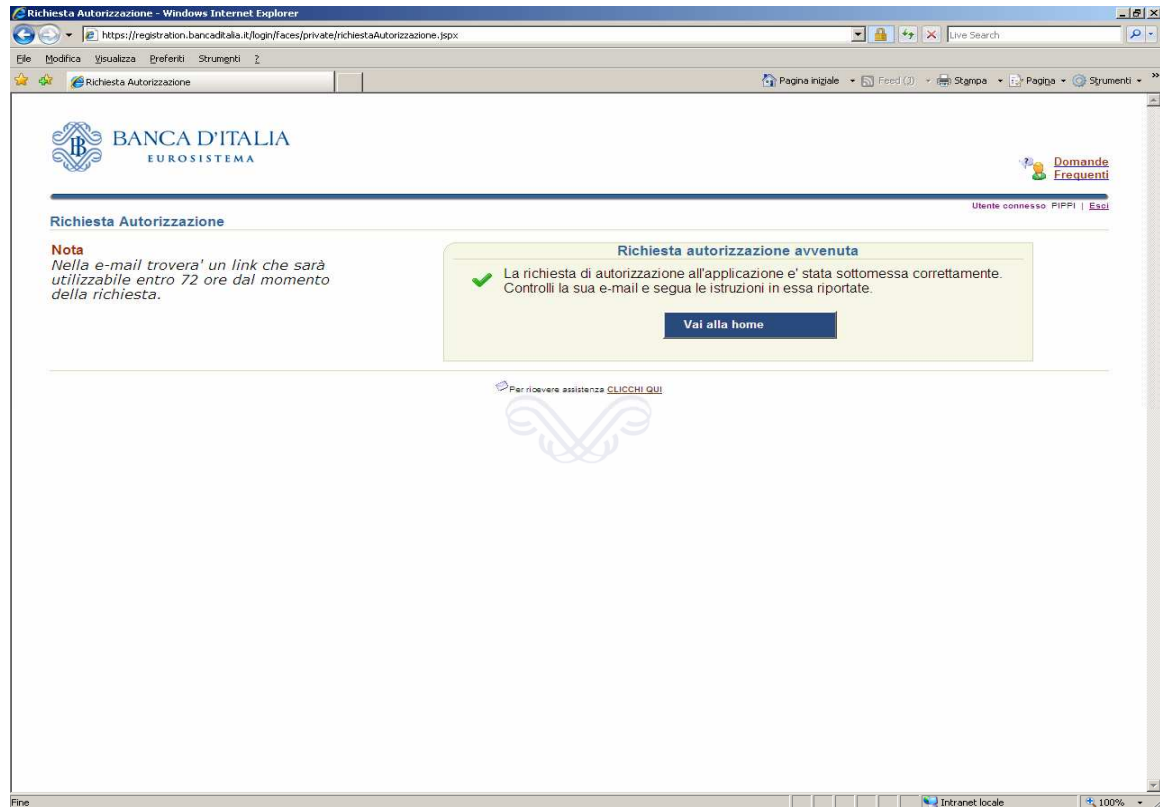 Richiesta Autorizzazione - Windows Internet Explorer
https://registration.bancaditalia.it/login/faces/private/richiestaAutorizzazione.jspx
Live Search
File Modifica Visualizza Preferiti Strumenti ?
Richiesta Autorizzazione
Pagina iniziale Feed (J) Stampa Pagina Strumenti »
BANCA D'ITALIA
EUROSISTEMA
Domande
Frequenti
Utente connesso PIPPI | Esci
Richiesta Autorizzazione
Nota
Nella e-mail trovera' un link che sarà
utilizzabile entro 72 ore dal momento
della richiesta.
Richiesta autorizzazione avvenuta
La richiesta di autorizzazione all'applicazione e' stata sottomessa correttamente.
Controlli la sua e-mail e segua le istruzioni in essa riportate.
Vai alla home
Per ricevere assistenza CLICCHI QUI
Fine
Intranet locale
100%